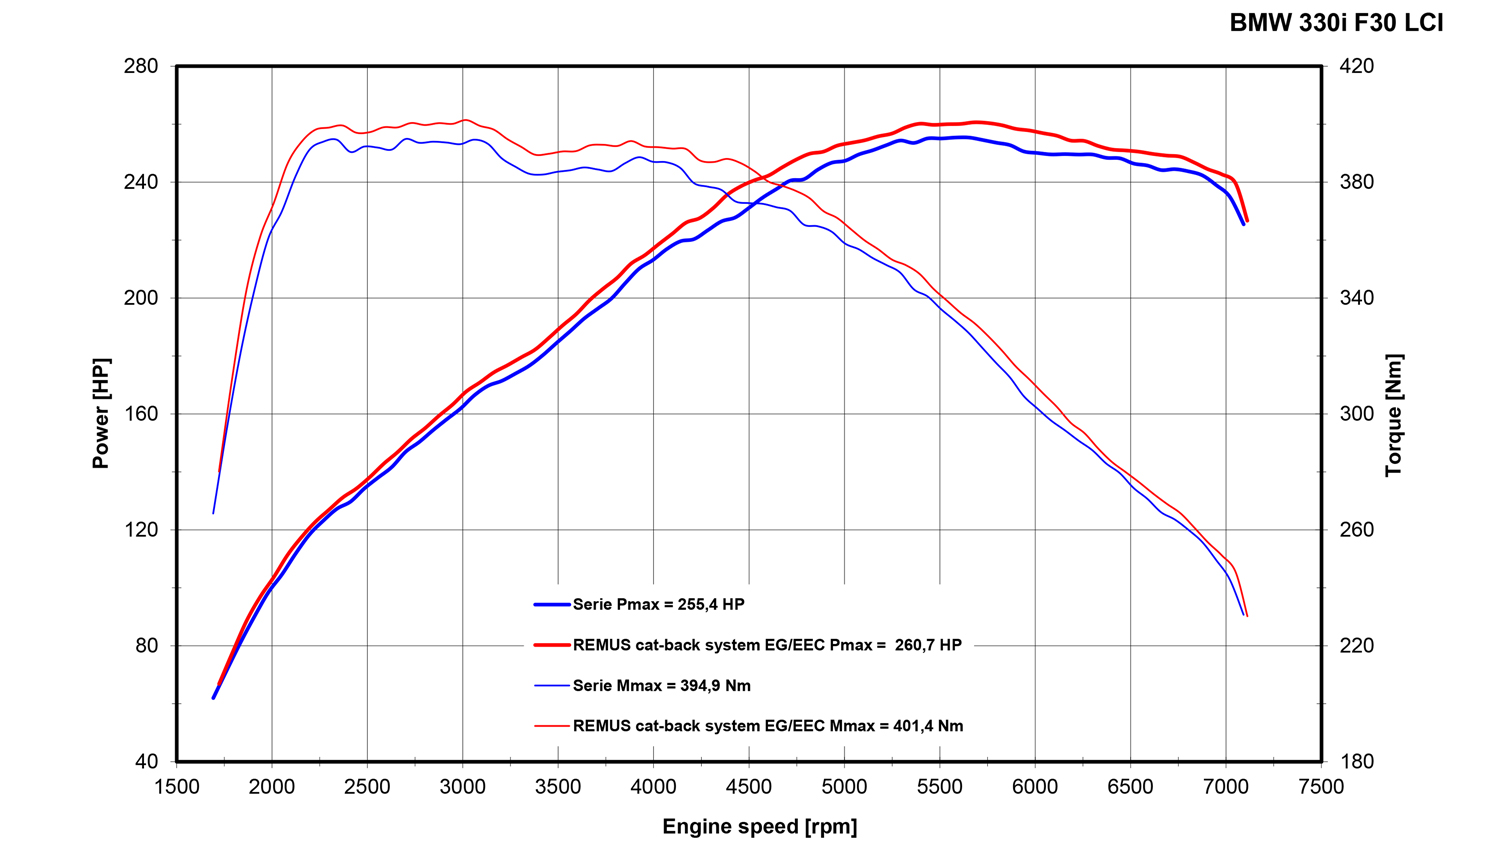 BMW 330i F30 LCI
280
240
200
160
120
80
40
420
380
340
300
260
220
180
Power [HP]
Torque [Nm]
Serie Pmax = 255,4 HP
REMUS cat-back system EG/EEC Pmax =  260,7 HP
Serie Mmax = 394,9 Nm
REMUS cat-back system EG/EEC Mmax = 401,4 Nm
1500 2000 2500 3000 3500 4000 4500 5000 5500 6000 6500 7000 7500
Engine speed [rpm]